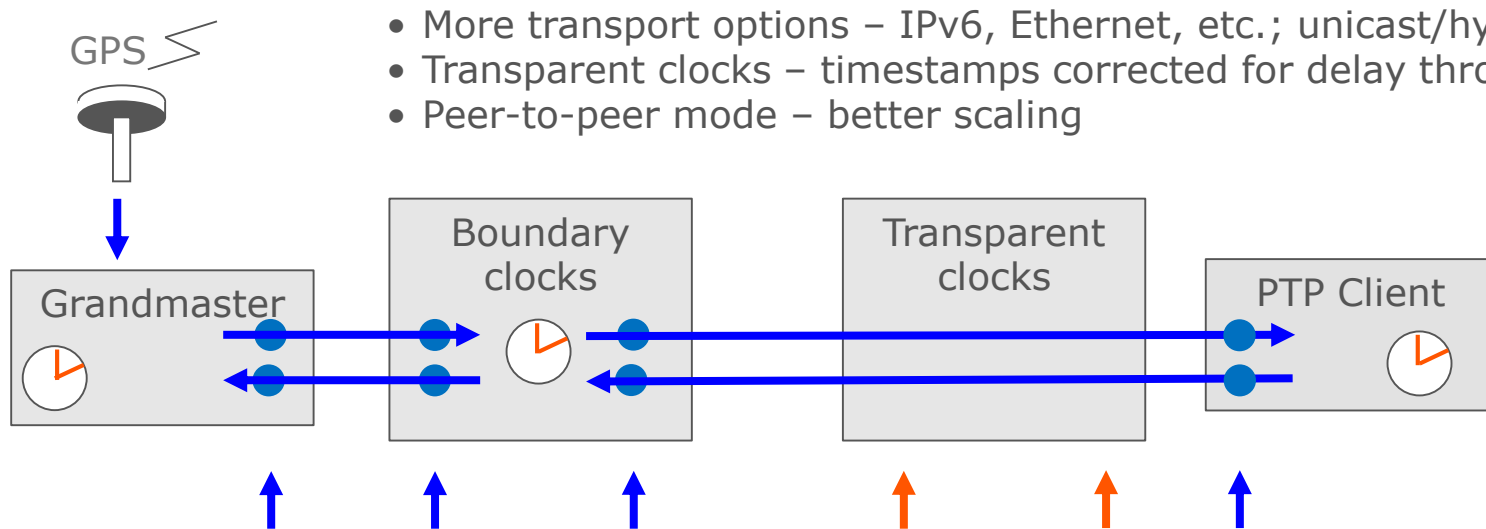 • More transport options – IPv6, Ethernet, etc.; unicast/hy
GPS
• Transparent clocks – timestamps corrected for delay thro
• Peer-to-peer mode – better scaling
Boundary
clocks
Transparent
clocks
Grandmaster
PTP Client